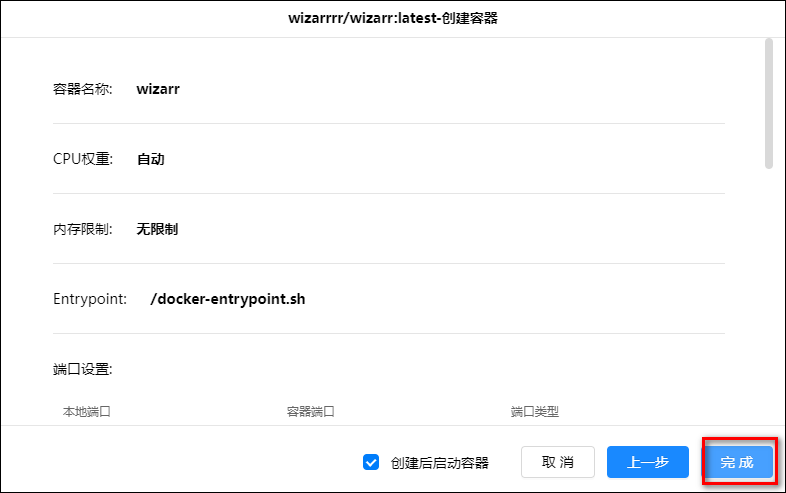 wizarrrr/wizarr:latest-创建容器
容器名称: wizarr
CPU权重: 自动
内存限制: 无限制
Entrypoint: /docker-entrypoint.sh
端口设置:
本地端口 容器端口 端口类型
创建后启动容器 取 消 上一步 完 成